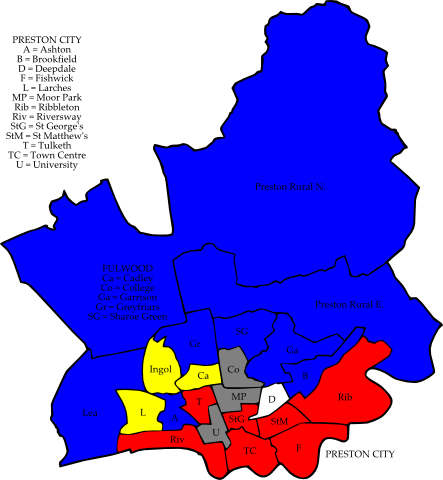 PRESTON CITY
A = Ashton
B = Brookfield
D = Deepdale
F = Fishwick
L = Larches
MP = Moor Park
Rib = Ribbleton
Riv = Riversway
StG = St George's
StM = St Matthew's
T = Tulketh
TC = Town Centre
U = University
Preston Rural N.
FULWOOD
Ca = Cadley
Co = College
Ga = Garrison
Gr = Greyfriars
SG = Sharoe Green
Preston Rural E.
SG
Gr
Ga
Ingol
Ca
Co
B
MP
D
Rib
Lea
L
A
T
StG
StM
Riv
U
TC
F
PRESTON CITY